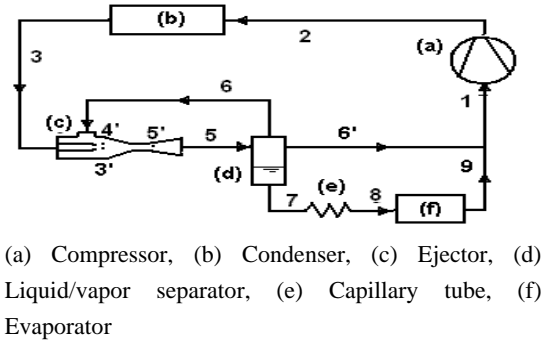 (b)
2
(a)
3
6
1
(c)
4'
5'
5
6'
3'
(d)
(e)
9
7
8
(f)
(a) Compressor, (b) Condenser, (c) Ejector, (d)
Liquid/vapor separator, (e) Capillary tube, (f)
Evaporator